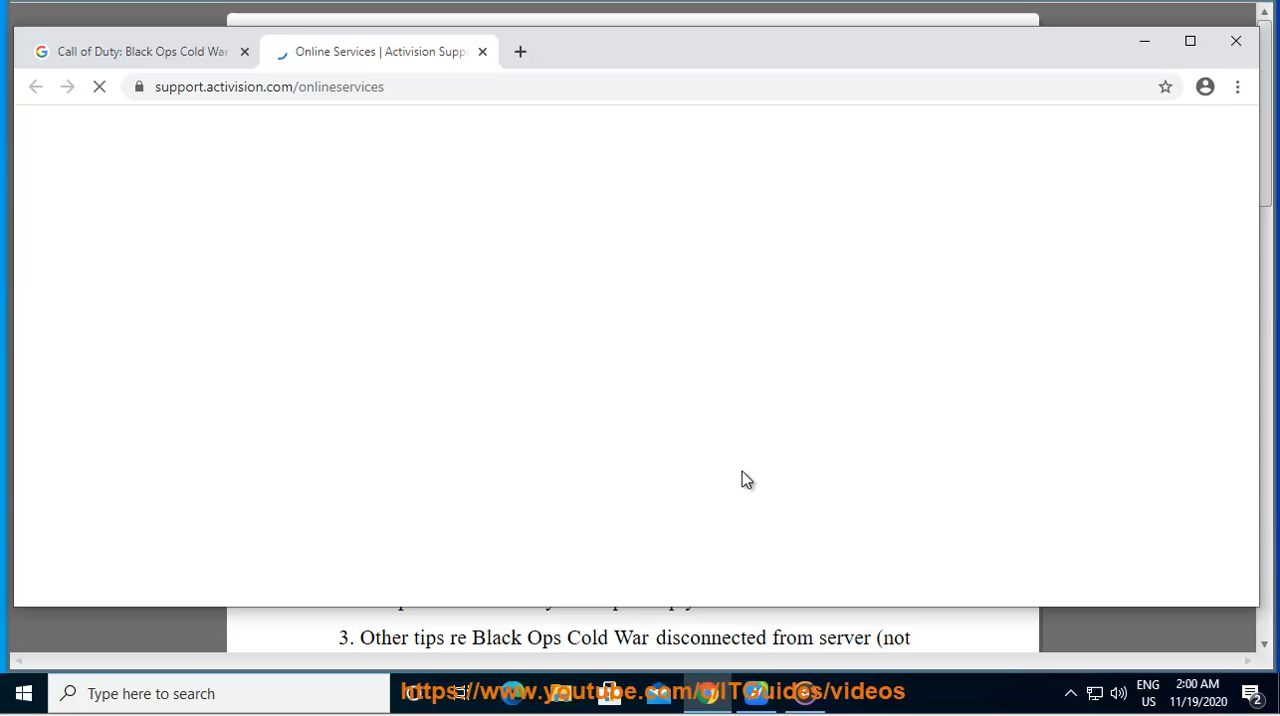 Call of Duty: Black Ops Cold War
Online Services | Activision Supp
support.activision.com/onlineservices
3. Other tips re Black Ops Cold War disconnected from server (not
Type here to search
https://www.youtube.com/gITGuides/videos
ENG
US
2:00 AM
11/19/2020
2